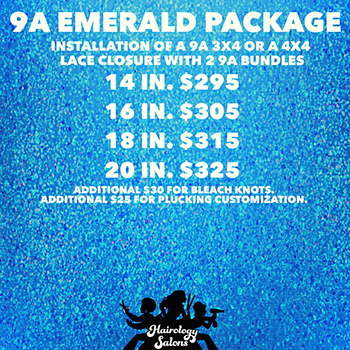 9A EMERALD PACKAGE
INSTALLATION OF A 9A 3X4 OR A 4X4
LACE CLOSURE WITH 2 9A BUNDLES
14 IN. $295
16 IN. $305
18 IN. $315
20 IN. $325
ADDITIONAL $30 FOR BLEACH KNOTS.
ADDITIONAL $25 FOR PLUCKING CUSTOMIZATION.
Hairology
Salons